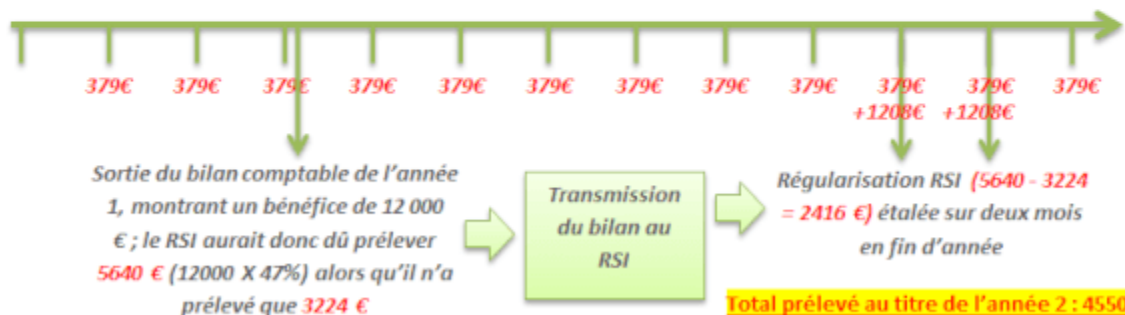 379€ 379€ 379€ 379€ 379€ 379€ 379€ 379€ 379€ 379€ 379€ 379€
+1208€ +1208€
Sortie du bilan comptable de l'année
1, montrant un bénéfice de 12 000
€ ; le RSI aurait donc dû prélever
5640 € (12000 X 47%) alors qu'il n'a
prélevé que 3224 €
Transmission
du bilan au
RSI
Régularisation RSI (5640 - 3224
= 2416 €) étalée sur deux mois
en fin d'année
Total prélevé au titre de l'année 2 : 4550